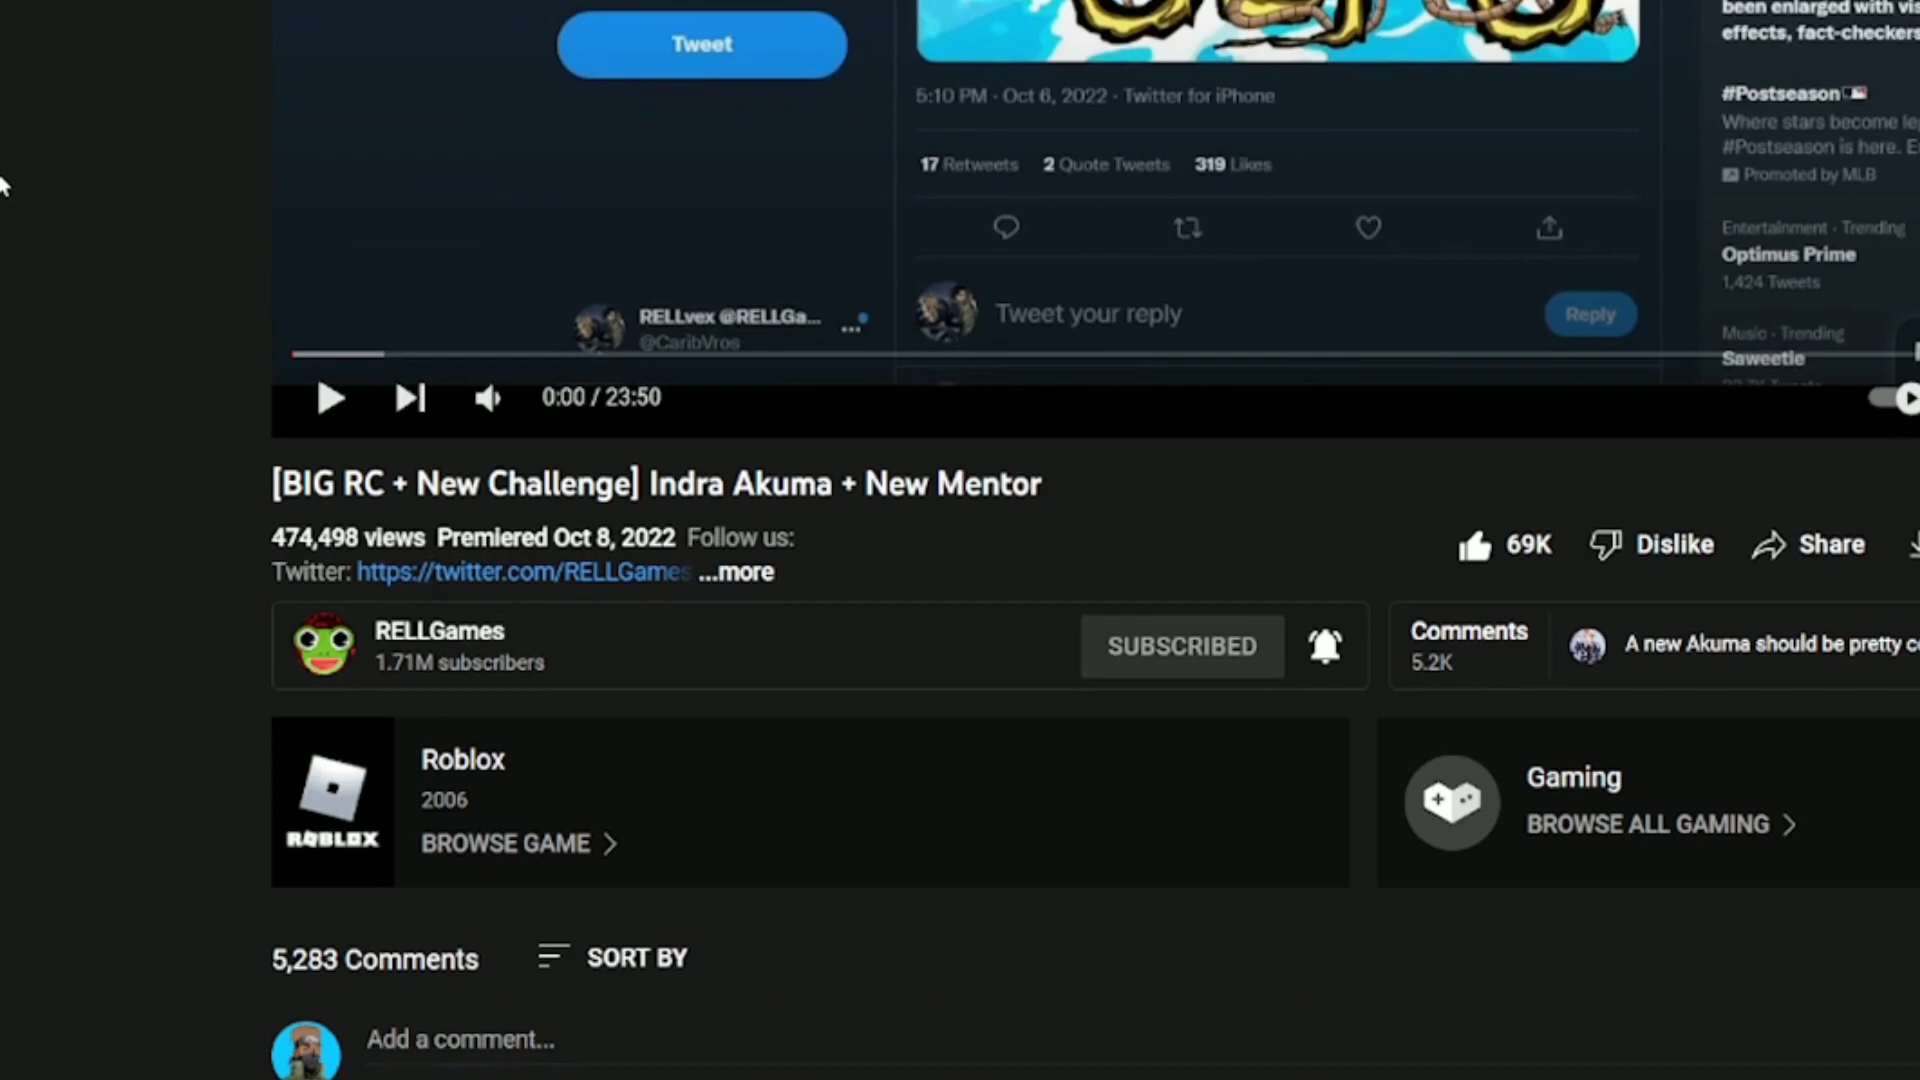 been enlarged with vis
effects, fact-checkers
Tweet
5:10 PM · Oct 6, 2022 · Twitter for iPhone
#Postseason
Where stars become le
#Postseason is here. E
Promoted by MLB
17 Retweets 2 Quote Tweets 319 Likes
Entertainment · Trending
Optimus Prime
1,424 Tweets
RELLvex @RELLGa...
@CaribVros
Tweet your reply
Reply
Music · Trending
Saweetie
0:00 / 23:50
[BIG RC + New Challenge] Indra Akuma + New Mentor
474,498 views Premiered Oct 8, 2022 Follow us:
Twitter: https://twitter.com/RELLGames ...more
69K Dislike Share
RELLGames
1.71M subscribers
SUBSCRIBED
Comments
5.2K
A new Akuma should be pretty c
ROBLOX
Roblox
2006
BROWSE GAME
Gaming
BROWSE ALL GAMING
5,283 Comments SORT BY
Add a comment...